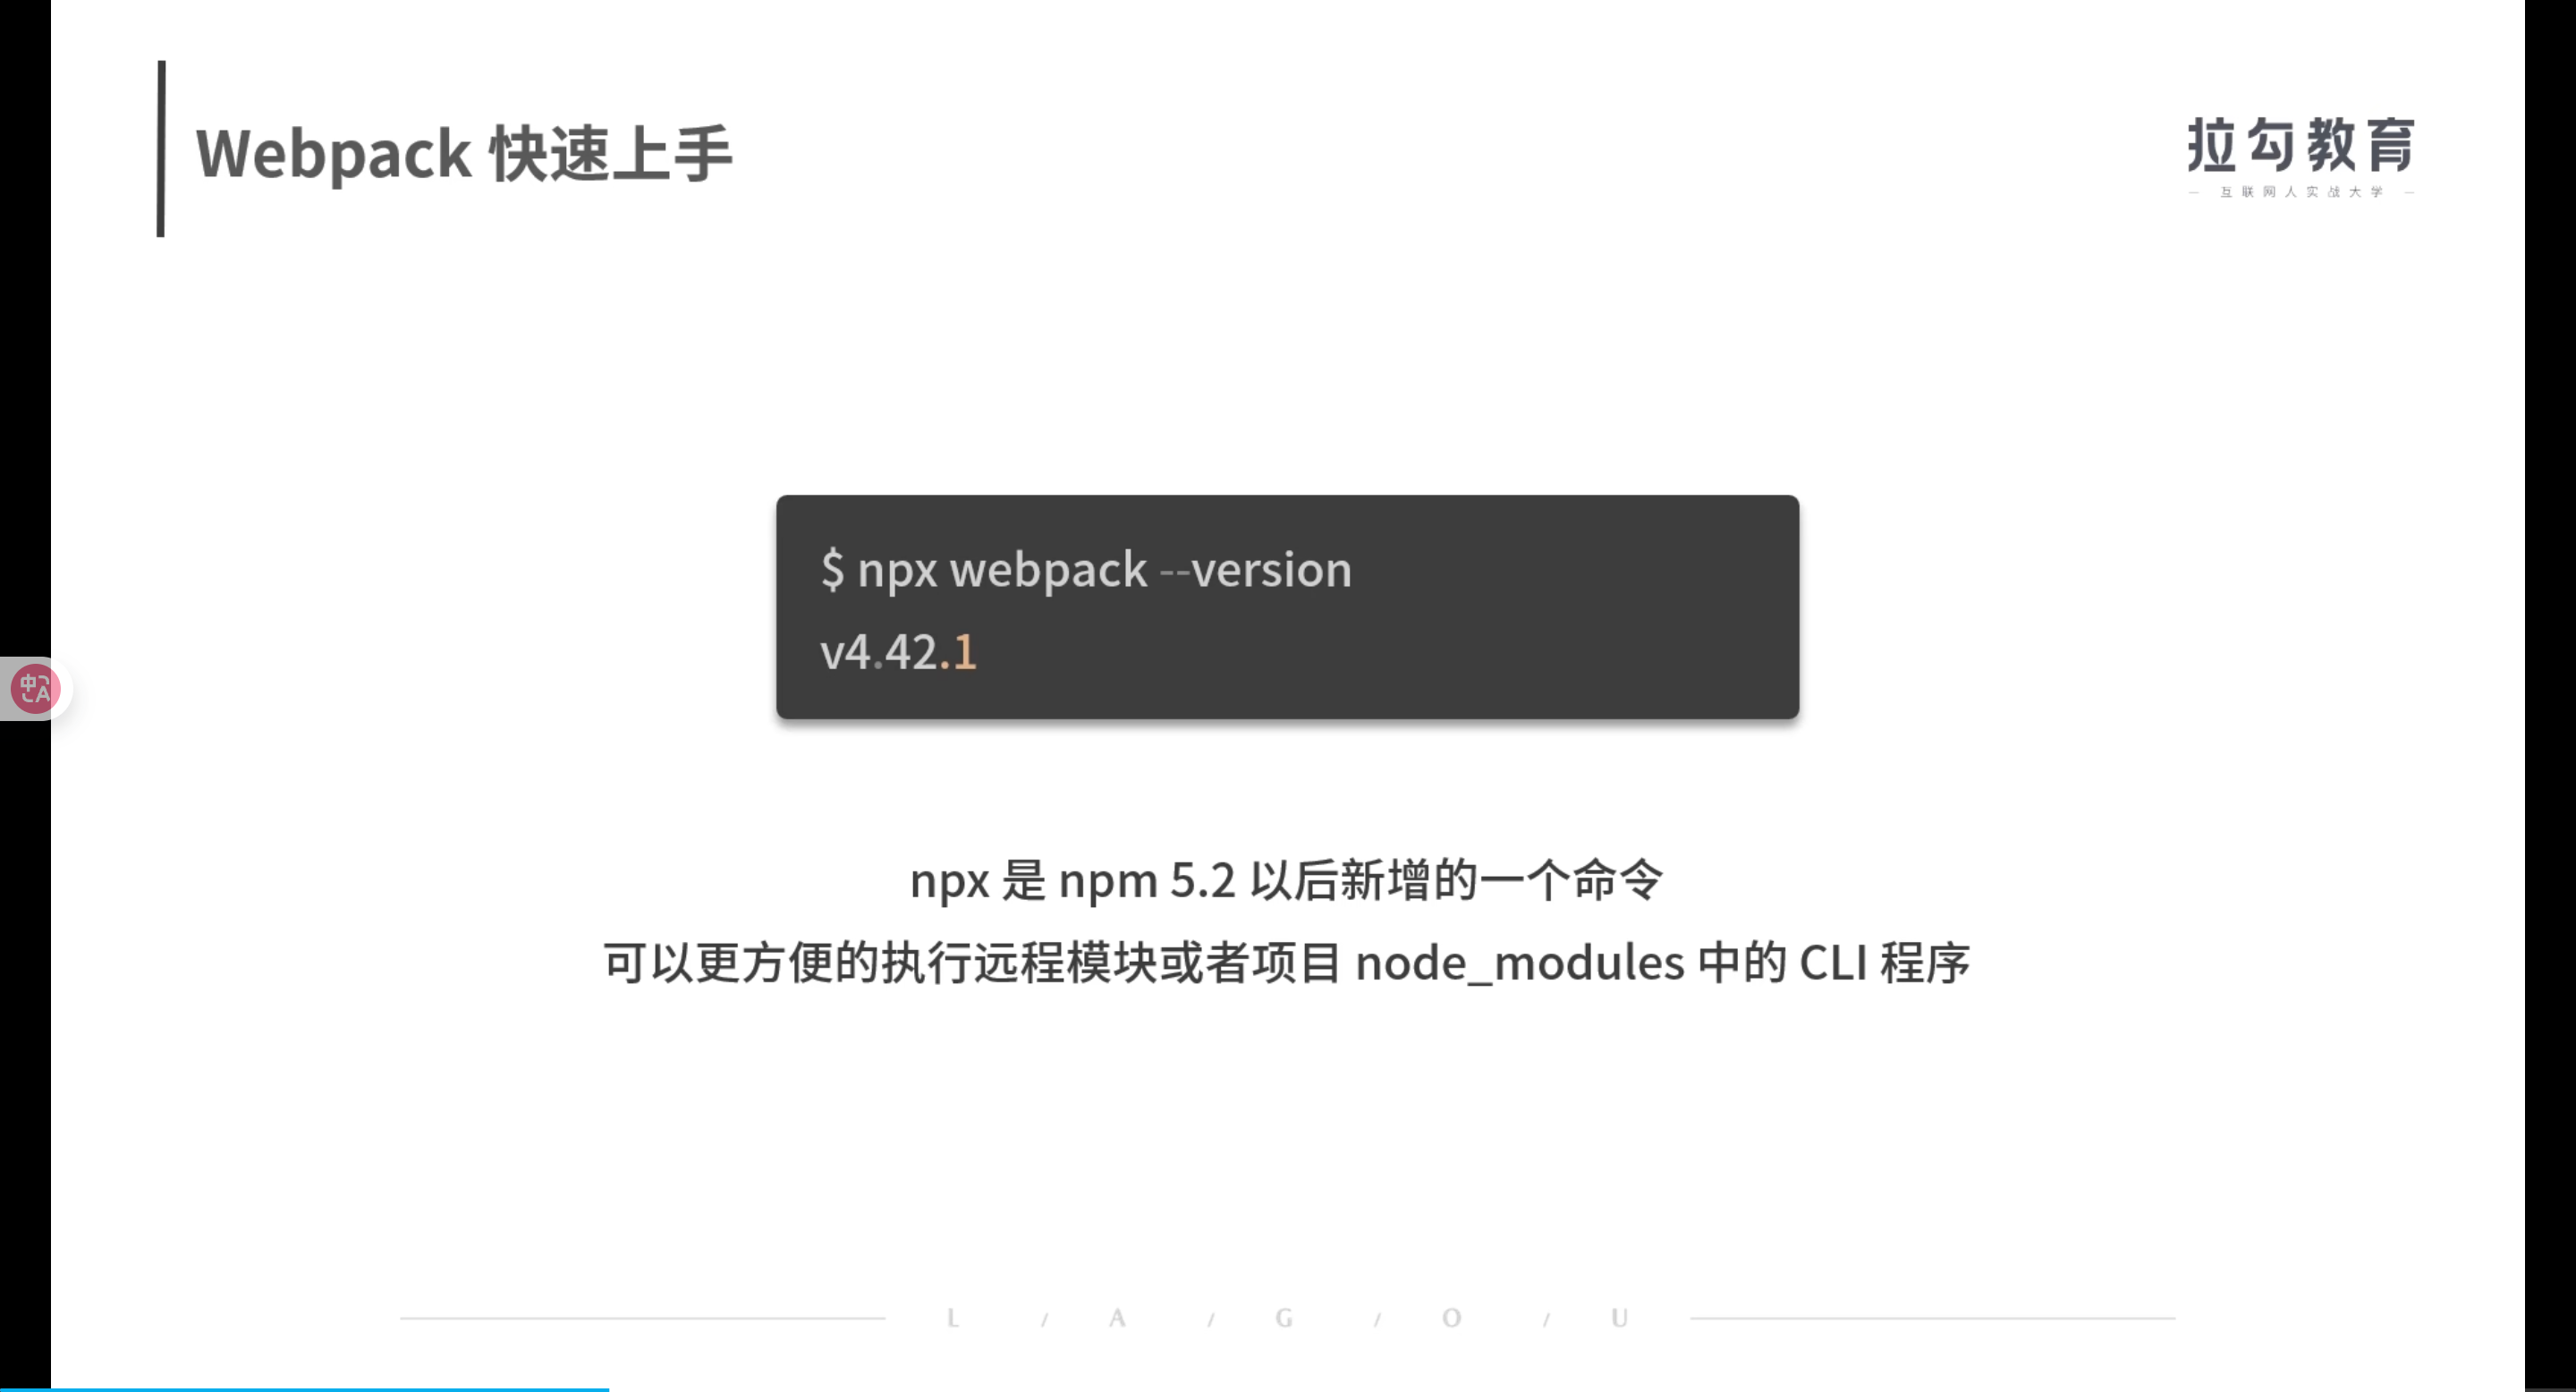 Webpack 快速上手
拉勾教育
— 互联网人实战大学 —
$ npx webpack --version
v4.42.1
中A
npx 是 npm 5.2 以后新增的一个命令
可以更方便的执行远程模块或者项目 node_modules 中的 CLI 程序
L / A / G / O / U